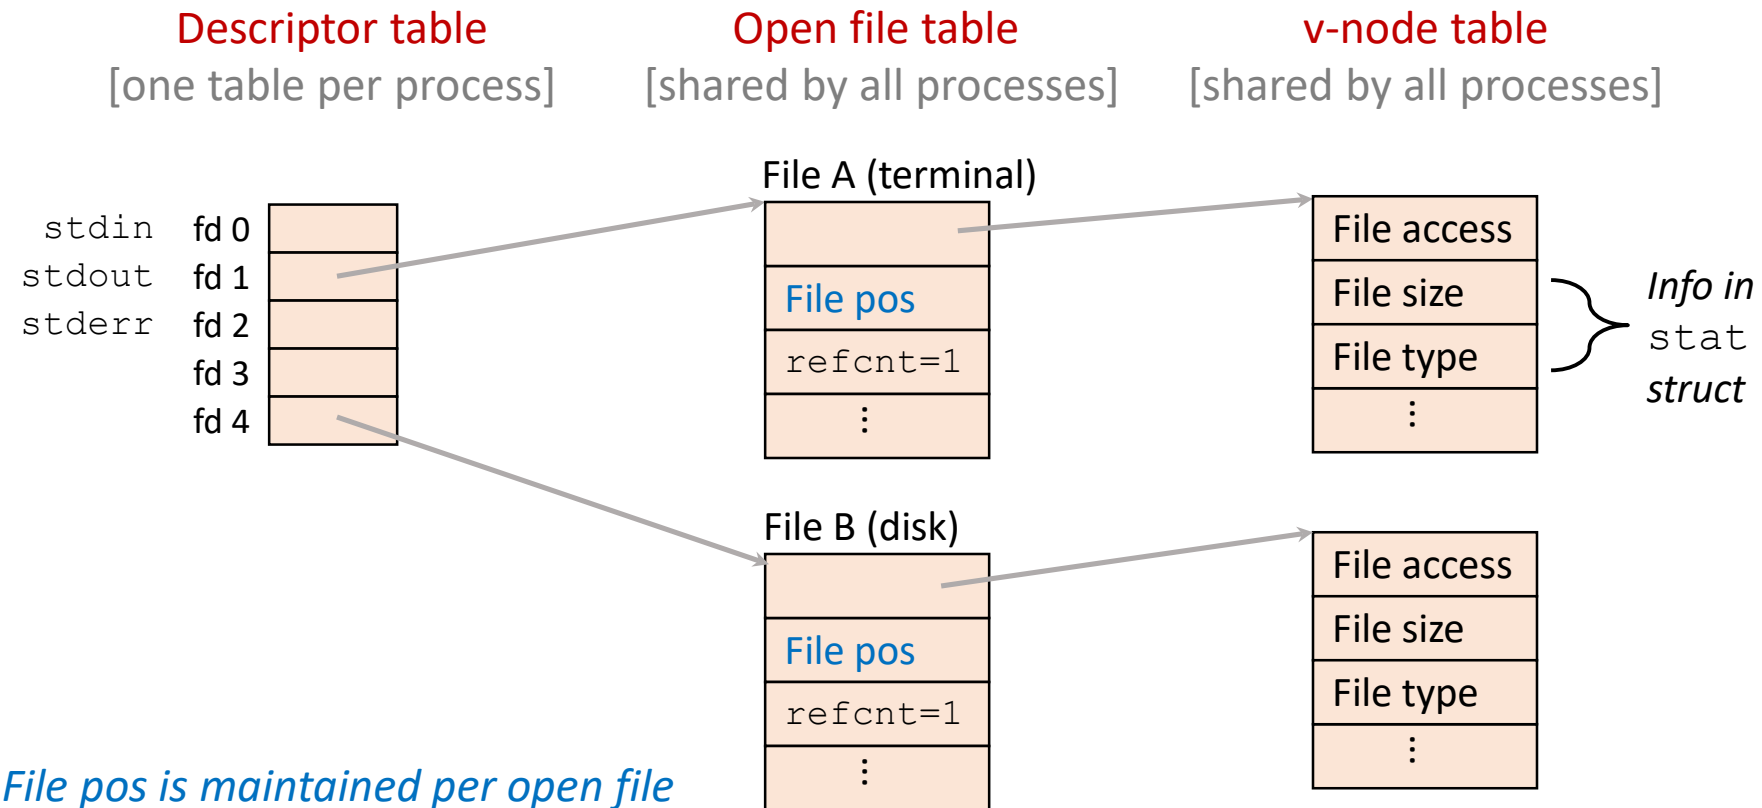 Descriptor table
[one table per process]
Open file table
[shared by all processes]
v-node table
[shared by all processes]
stdin fd 0
stdout fd 1
stderr fd 2
fd 3
fd 4
File A (terminal)
File pos
refcnt=1
⋮
File access
File size
File type
⋮
Info in
stat
struct
File B (disk)
File pos
refcnt=1
⋮
File access
File size
File type
⋮
File pos is maintained per open file